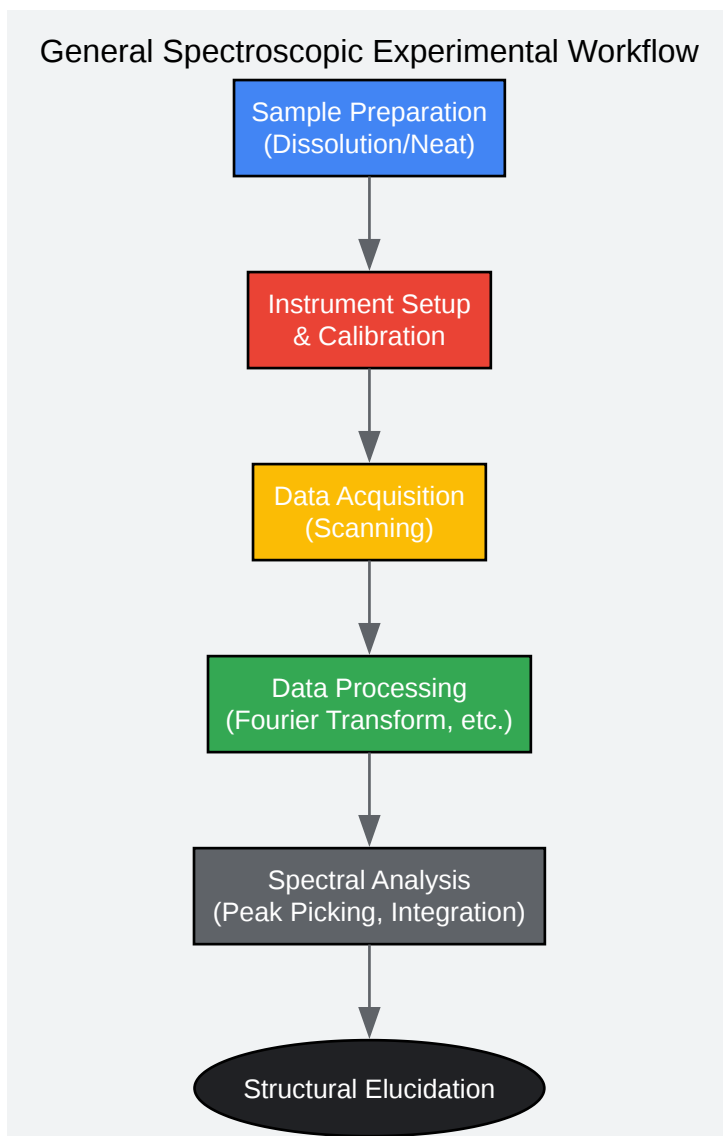 General Spectroscopic Experimental Workflow
Sample Preparation
(Dissolution/Neat)
Instrument Setup
& Calibration
Data Acquisition
(Scanning)
Data Processing
(Fourier Transform, etc.)
Spectral Analysis
(Peak Picking, Integration)
Structural Elucidation